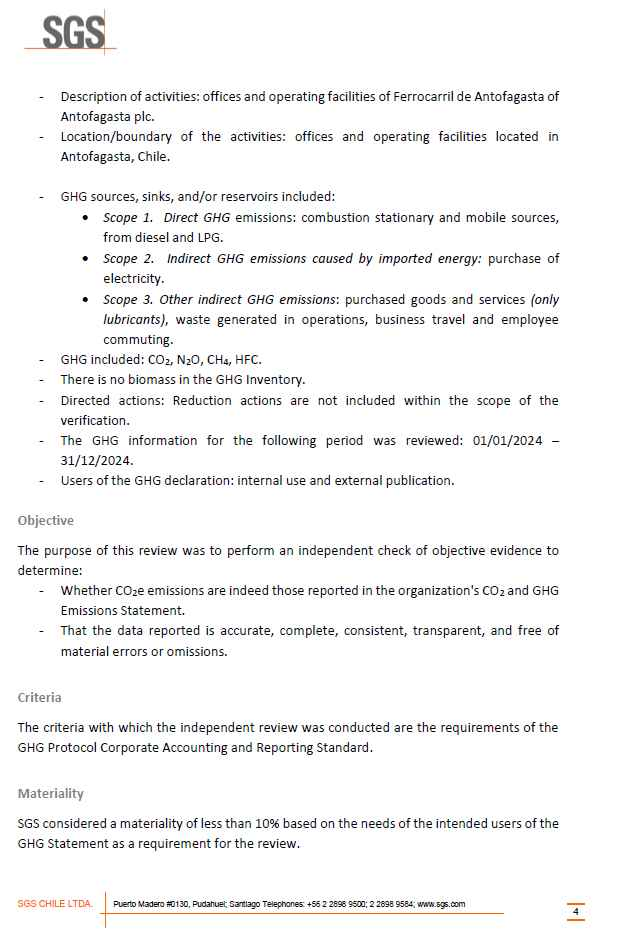 SGS
- Description of activities: offices and operating facilities of Ferrocarril de Antofagasta of
Antofagasta plc.
- Location/boundary of the activities: offices and operating facilities located in
Antofagasta, Chile.
- GHG sources, sinks, and/or reservoirs included:
• Scope 1. Direct GHG emissions: combustion stationary and mobile sources,
from diesel and LPG.
• Scope 2. Indirect GHG emissions caused by imported energy: purchase of
electricity.
• Scope 3. Other indirect GHG emissions: purchased goods and services (only
lubricants), waste generated in operations, business travel and employee
commuting.
- GHG included: CO₂, N₂O, CH₄, HFC.
- There is no biomass in the GHG Inventory.
- Directed actions: Reduction actions are not included within the scope of the
verification.
- The GHG information for the following period was reviewed: 01/01/2024 –
31/12/2024.
- Users of the GHG declaration: internal use and external publication.
Objective
The purpose of this review was to perform an independent check of objective evidence to
determine:
- Whether CO₂e emissions are indeed those reported in the organization's CO₂ and GHG
Emissions Statement.
- That the data reported is accurate, complete, consistent, transparent, and free of
material errors or omissions.
Criteria
The criteria with which the independent review was conducted are the requirements of the
GHG Protocol Corporate Accounting and Reporting Standard.
Materiality
SGS considered a materiality of less than 10% based on the needs of the intended users of the
GHG Statement as a requirement for the review.
SGS CHILE LTDA. Puerto Madero #0130, Pudahuel; Santiago Telephones: +56 2 2898 9500; 2 2898 9584; www.sgs.com
4